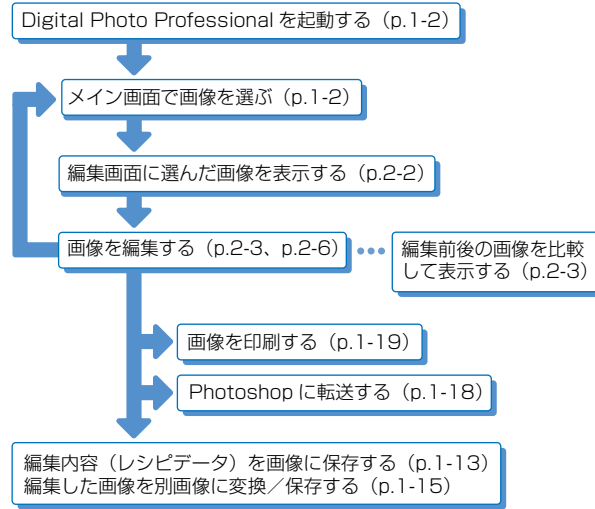 Digital Photo Professional を起動する（p.1-2）
メイン画面で画像を選ぶ（p.1-2）
編集画面に選んだ画像を表示する（p.2-2）
画像を編集する（p.2-3、p.2-6）
編集前後の画像を比較
して表示する（p.2-3）
画像を印刷する（p.1-19）
Photoshop に転送する（p.1-18）
編集内容（レシピデータ）を画像に保存する（p.1-13）
編集した画像を別画像に変換／保存する（p.1-15）